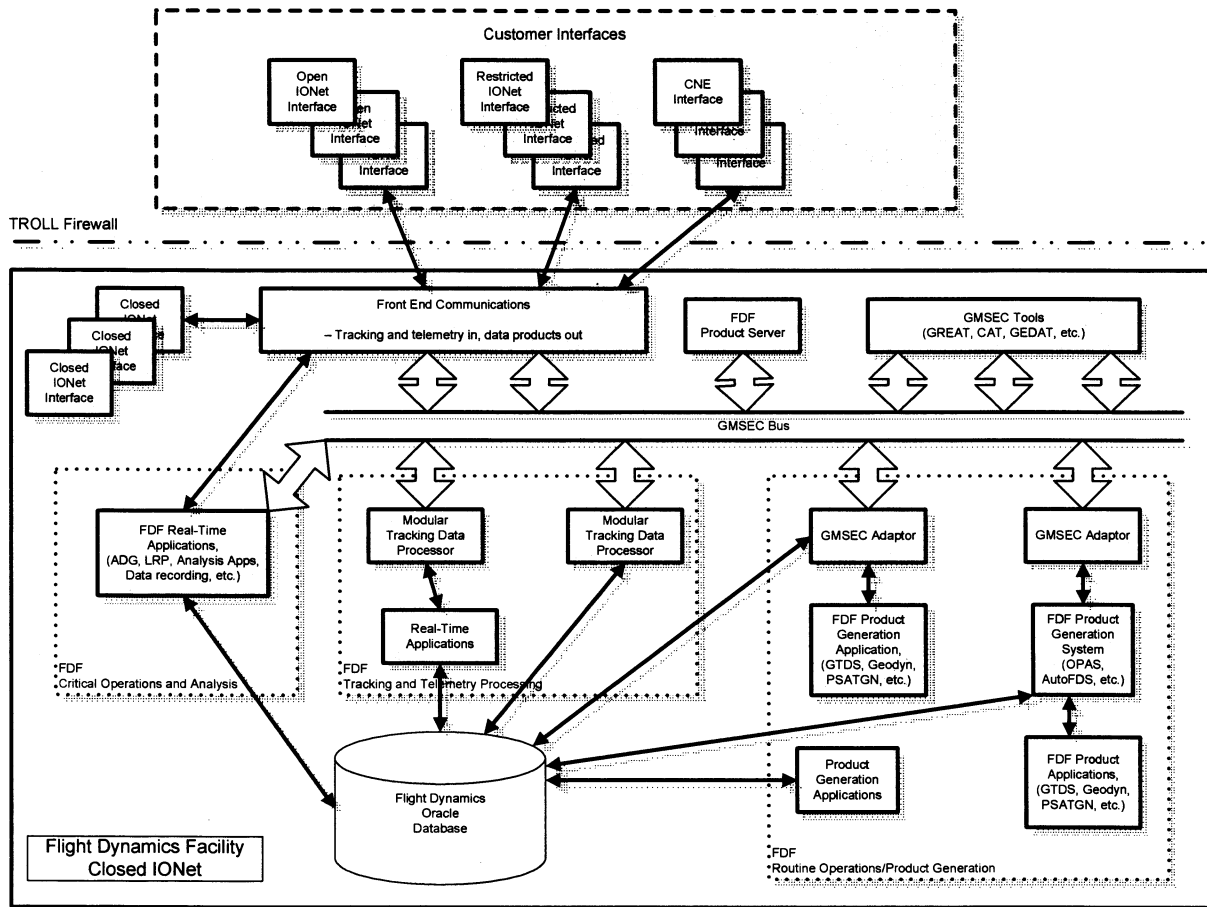 Customer Interfaces
Open
IONet
Interface
Interface
Interface
Restricted
IONet
Interface
Interface
Interface
CNE
Interface
Interface
Interface
TROLL Firewall
Closed
IONet
Closed
IONet
Closed
IONet
Interface
Front End Communications
– Tracking and telemetry in, data products out
FDF
Product Server
GMSEC Tools
(GREAT, CAT, GEDAT, etc.)
GMSEC Bus
FDF Real-Time
Applications,
(ADG, LRP, Analysis Apps,
Data recording, etc.)
FDF
Critical Operations and Analysis
Modular
Tracking Data
Processor
Modular
Tracking Data
Processor
Real-Time
Applications
FDF
Tracking and Telemetry Processing
GMSEC Adaptor
GMSEC Adaptor
FDF Product
Generation
Application,
(GTDS, Geodyn,
PSATGN, etc.)
FDF Product
Generation
System
(OPAS,
AutoFDS, etc.)
Product
Generation
Applications
FDF Product
Applications,
(GTDS, Geodyn,
PSATGN, etc.)
FDF
Routine Operations/Product Generation
Flight Dynamics
Oracle
Database
Flight Dynamics Facility
Closed IONet